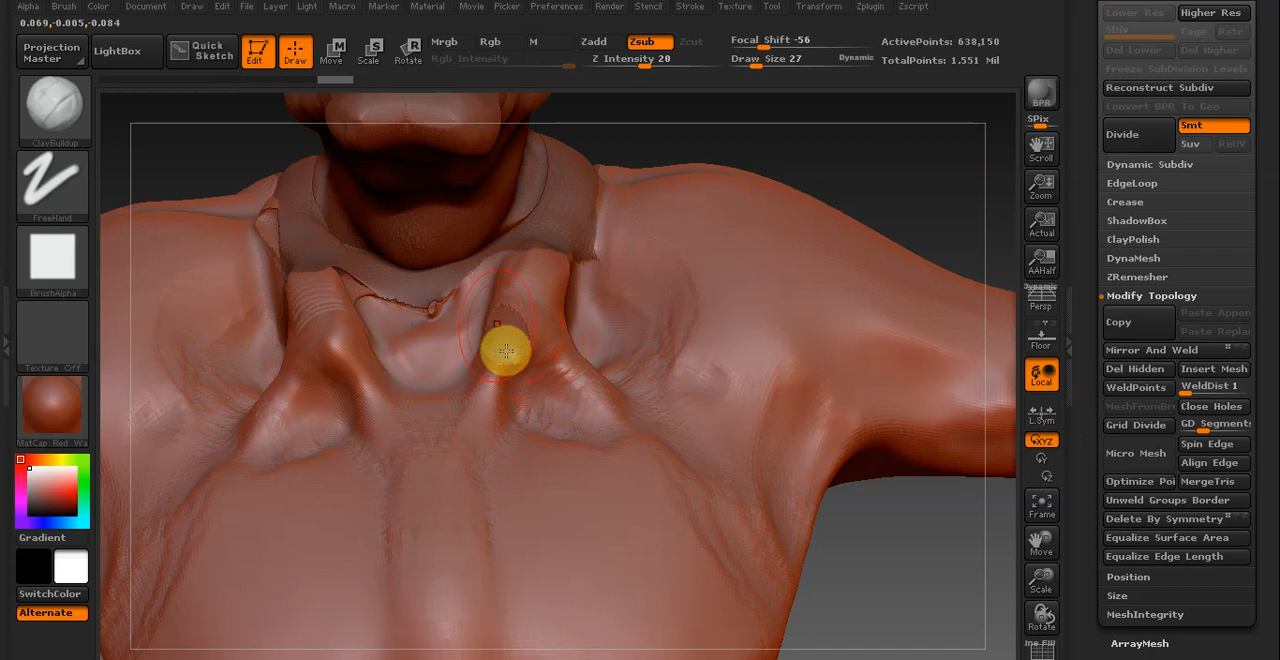 Alpha Brush Color Document Draw Edit File Layer Light Macro Marker Material Movie Picker Preferences Render Stencil Stroke Texture Tool Transform Zplugin Zscript
0.069,-0.005,-0.084
Projection Master
LightBox
Quick Sketch
Edit
Draw
Move
Scale
Rotate
Mrgb Rgb M
Rgb Intensity
Zadd Zsub Zcut
Z Intensity 20
Focal Shift -56
Draw Size 27 Dynamic
ActivePoints: 638,150
TotalPoints: 1.551 Mil
ClayBuildup
FreeHand
BrushAlpha
Texture Off
MatCap Red Wa
Gradient
SwitchColor
Alternate
BPR
SPix
Scroll
Zoom
Actual
AAHalf
Dynamic
Persp
Floor
Local
L.Sym
XYZ
Y
Z
Frame
Move
Scale
Rotate
Lower Res Higher Res
SDiv Cage Rstr
Del Lower Del Higher
Freeze SubDivision Levels
Reconstruct Subdiv
Convert BPR To Geo
Divide Smt
Suv ReUV
Dynamic Subdiv
EdgeLoop
Crease
ShadowBox
ClayPolish
DynaMesh
ZRemesher
Modify Topology
Copy Paste Appen
Paste Repla
Mirror And Weld
Del Hidden Insert Mesh
WeldPoints WeldDist 1
MeshFromBr Close Holes
Grid Divide GD Segments
Micro Mesh Spin Edge
Align Edge
Optimize Poi MergeTris
Unweld Groups Border
Delete By Symmetry
Equalize Surface Area
Equalize Edge Length
Position
Size
MeshIntegrity
ArrayMesh